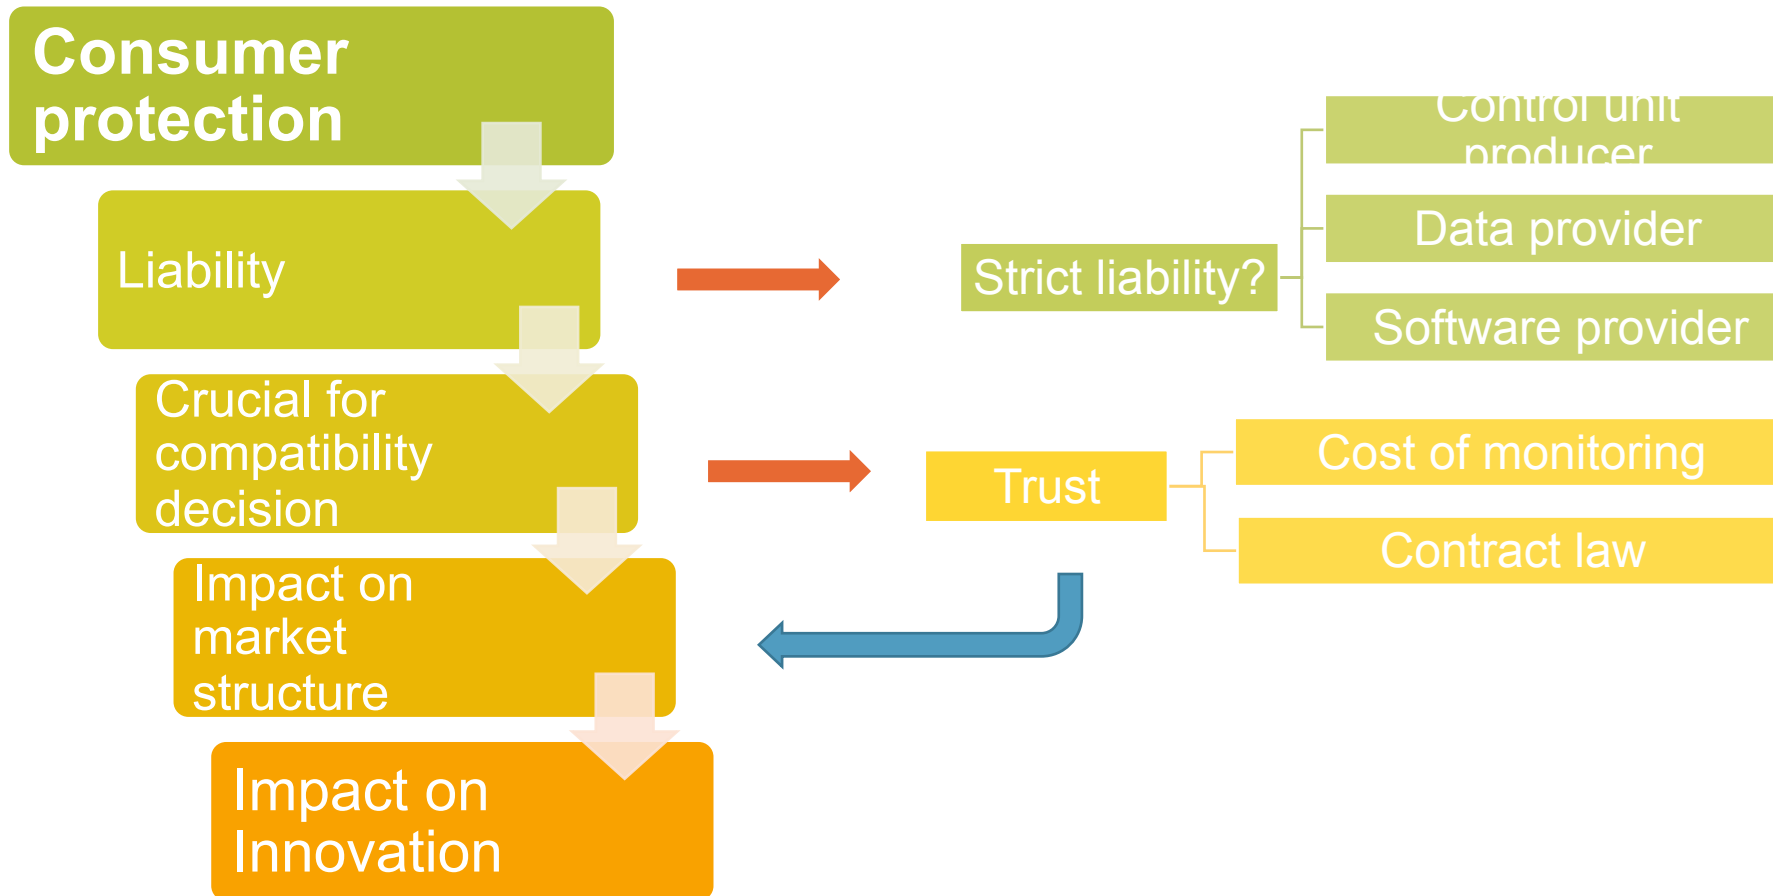 Consumer
protection
Liability
Crucial for
compatibility
decision
Impact on
market
structure
Impact on
Innovation
Strict liability?
Control unit
producer
Data provider
Software provider
Trust
Cost of monitoring
Contract law